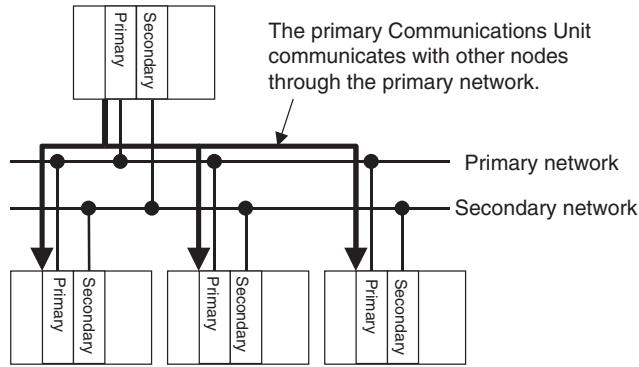 Primary
Secondary
The primary Communications Unit
communicates with other nodes
through the primary network.
Primary network
Secondary network
Primary
Secondary
Primary
Secondary
Primary
Secondary